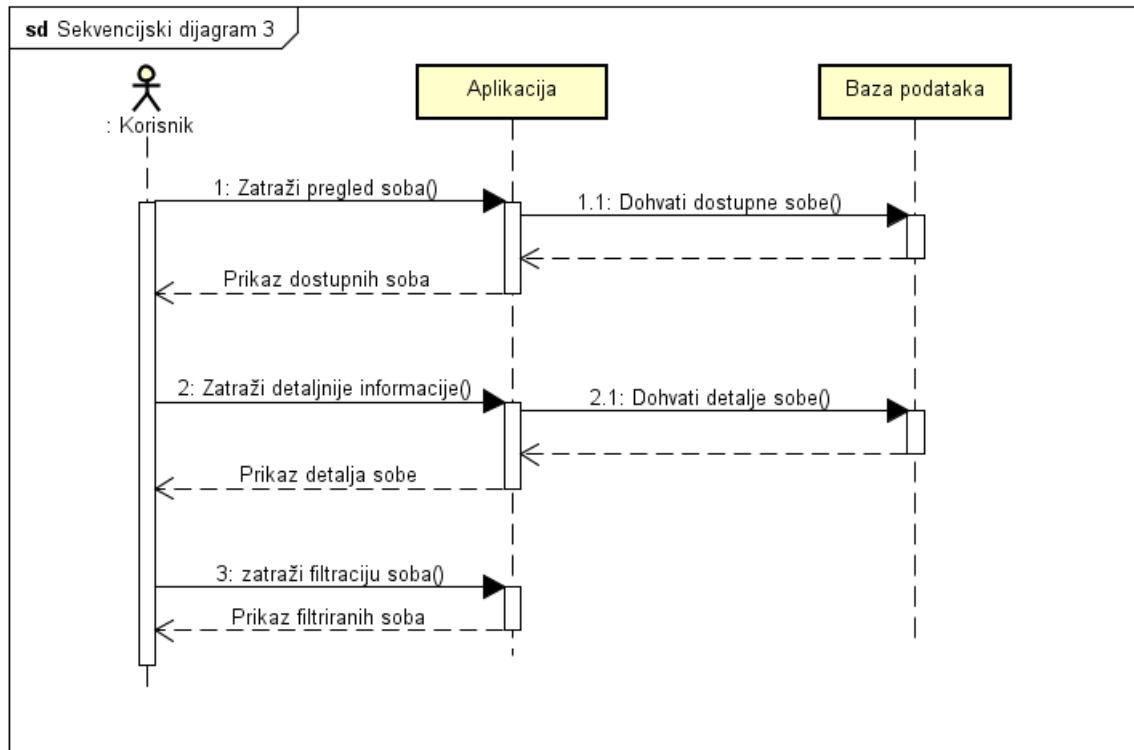 sd Sekvencijski dijagram 3
: Korisnik
Aplikacija
Baza podataka
1: Zatraži pregled soba()
1.1: Dohvati dostupne sobe()
Prikaz dostupnih soba
2: Zatraži detaljnije informacije()
2.1: Dohvati detalje sobe()
Prikaz detalja sobe
3: zatraži filtraciju soba()
Prikaz filtriranih soba